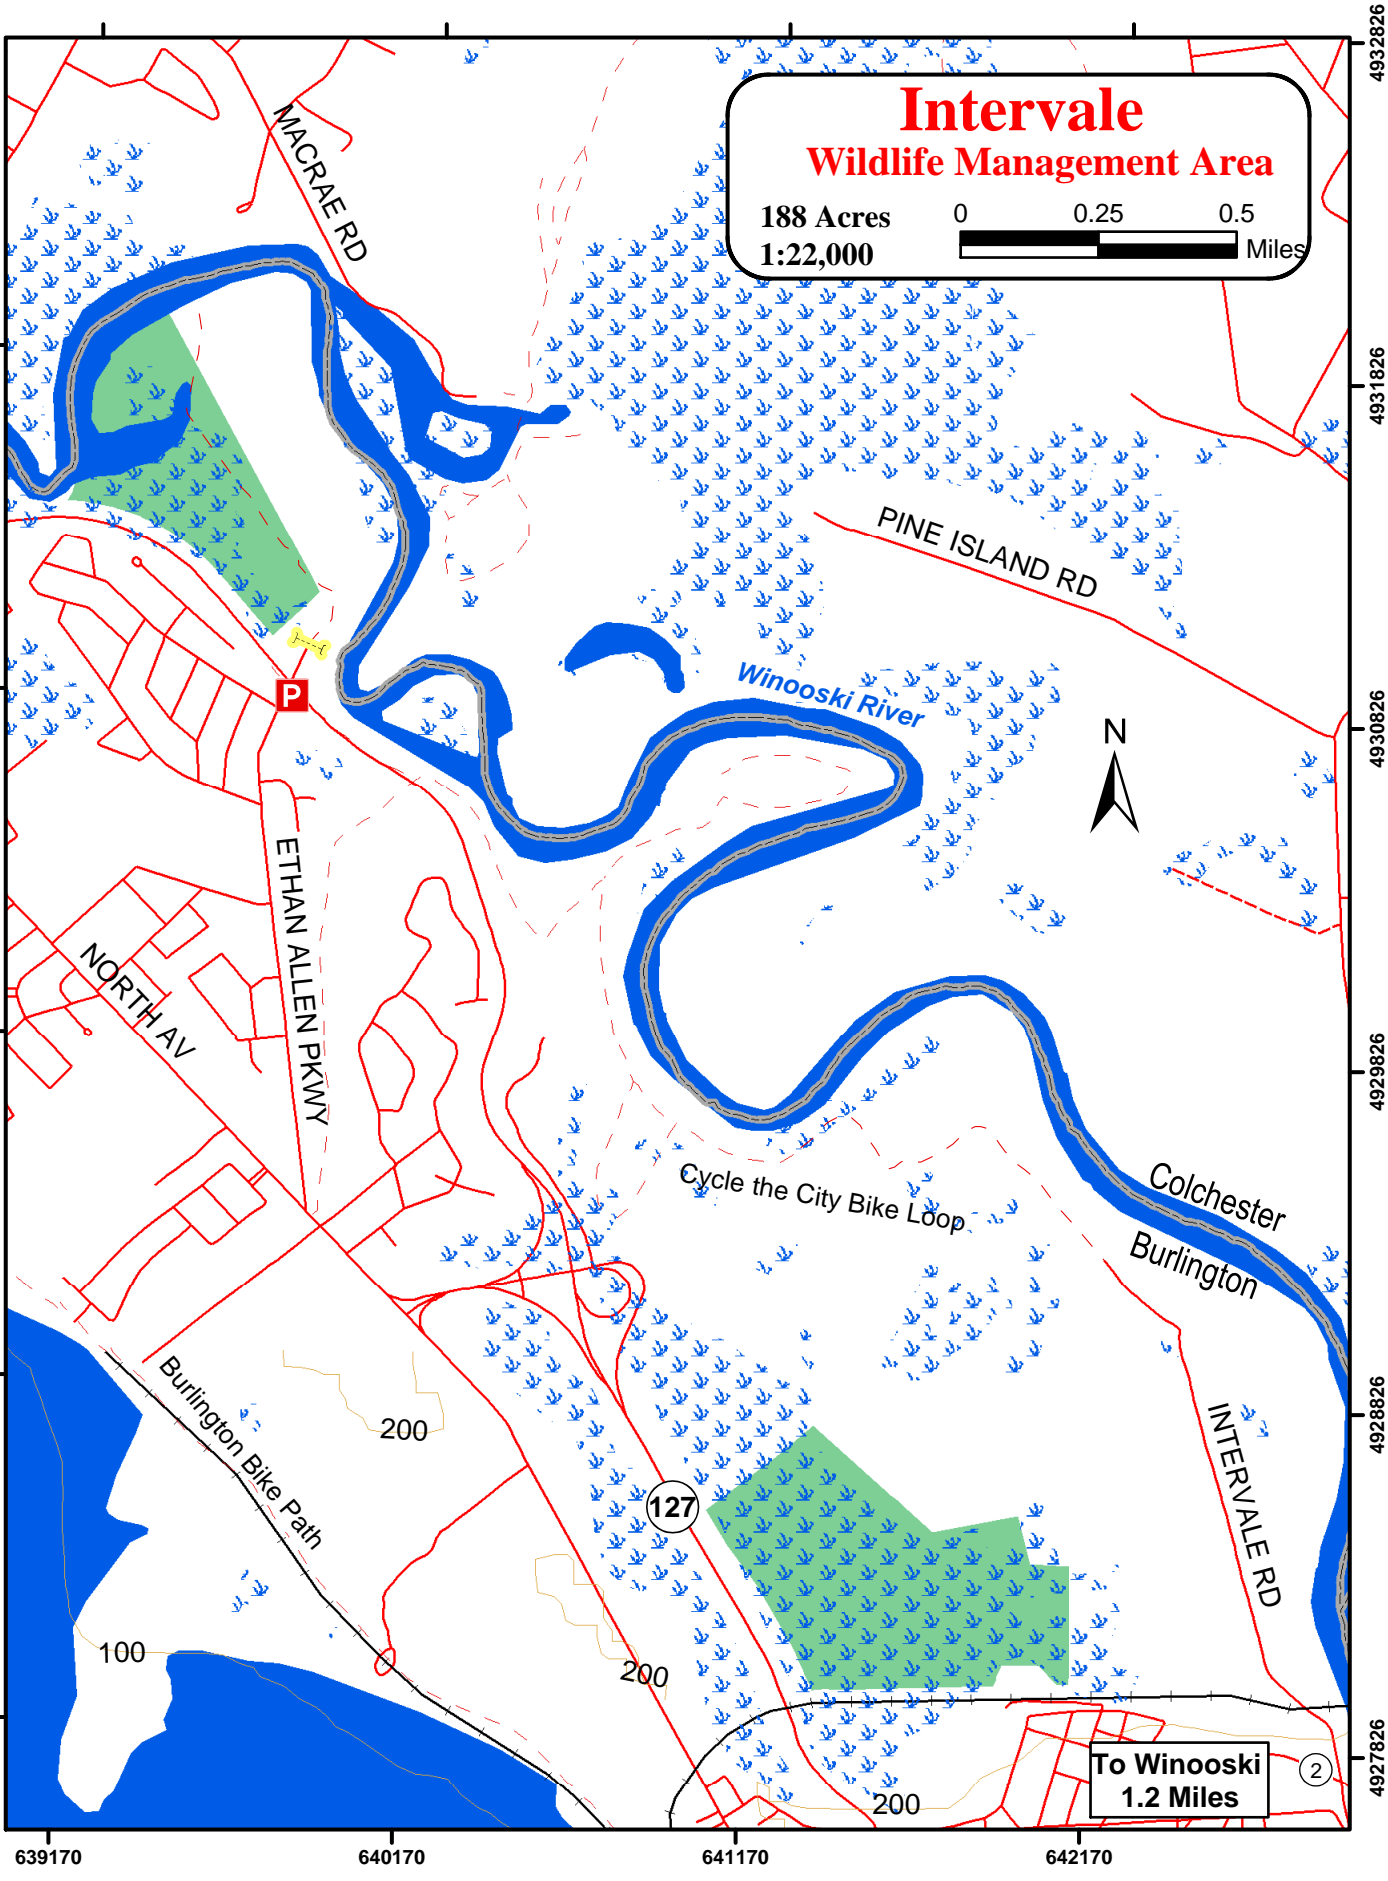 Intervale
Wildlife Management Area
188 Acres
1:22,000
0 0.25 0.5
Miles
4932826
MACRAE RD
4931826
PINE ISLAND RD
P
Winooski River
N
4930826
ETHAN ALLEN PKWY
NORTH AV
4929826
Cycle the City Bike Loop
Colchester
Burlington
Burlington Bike Path
200
4928826
INTERVALE RD
127
100
200
To Winooski
1.2 Miles
2
4927826
200
639170 640170 641170 642170